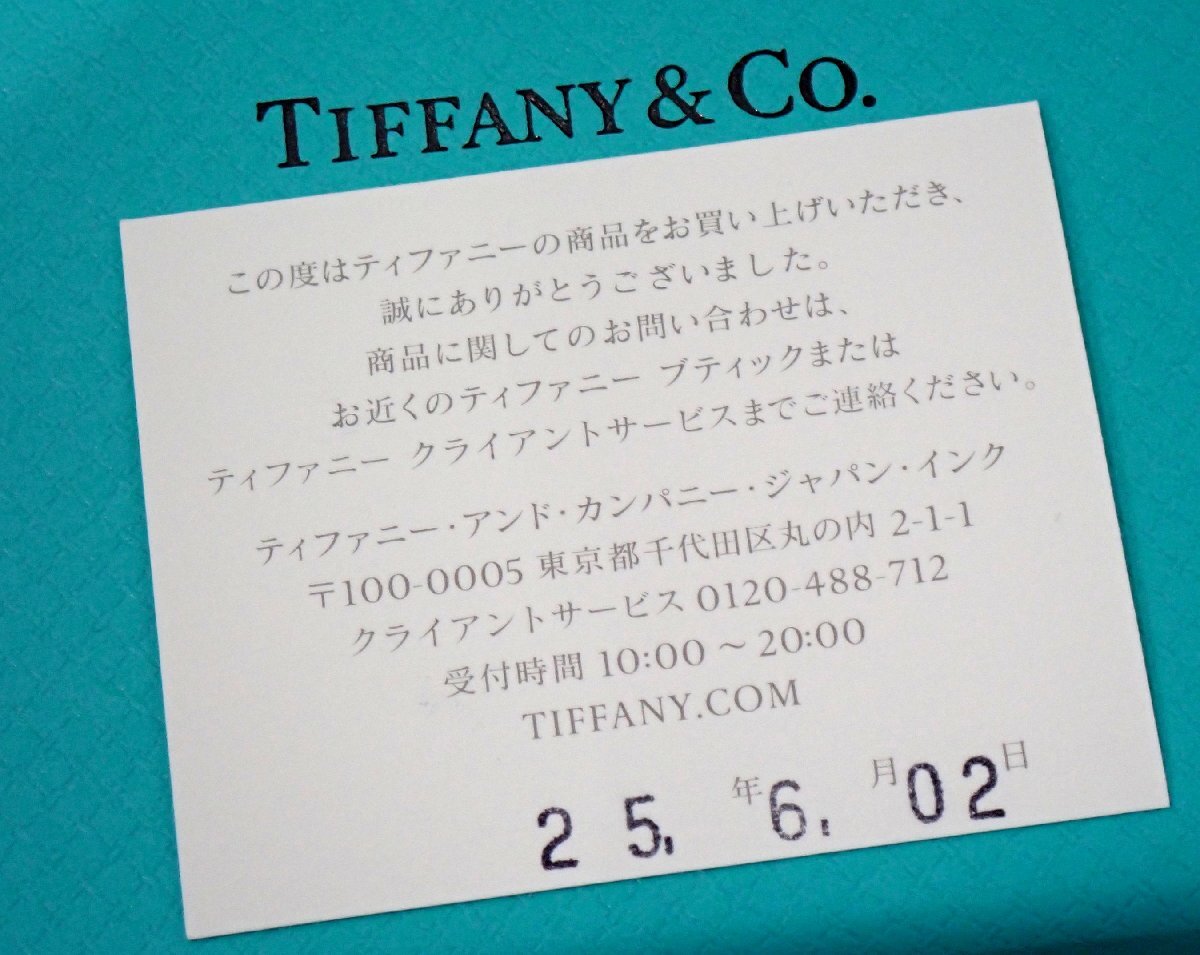 TIFFANY & CO.
この度はティファニーの商品をお買い上げいただき、
誠にありがとうございました。
商品に関してのお問い合わせは、
お近くのティファニー ブティックまたは
ティファニー クライアントサービスまでご連絡ください。
ティファニー・アンド・カンパニー・ジャパン・インク
〒100-0005 東京都千代田区丸の内 2-1-1
クライアントサービス 0120-488-712
受付時間 10:00 ~ 20:00
TIFFANY.COM
25. 年 6. 月 02 日